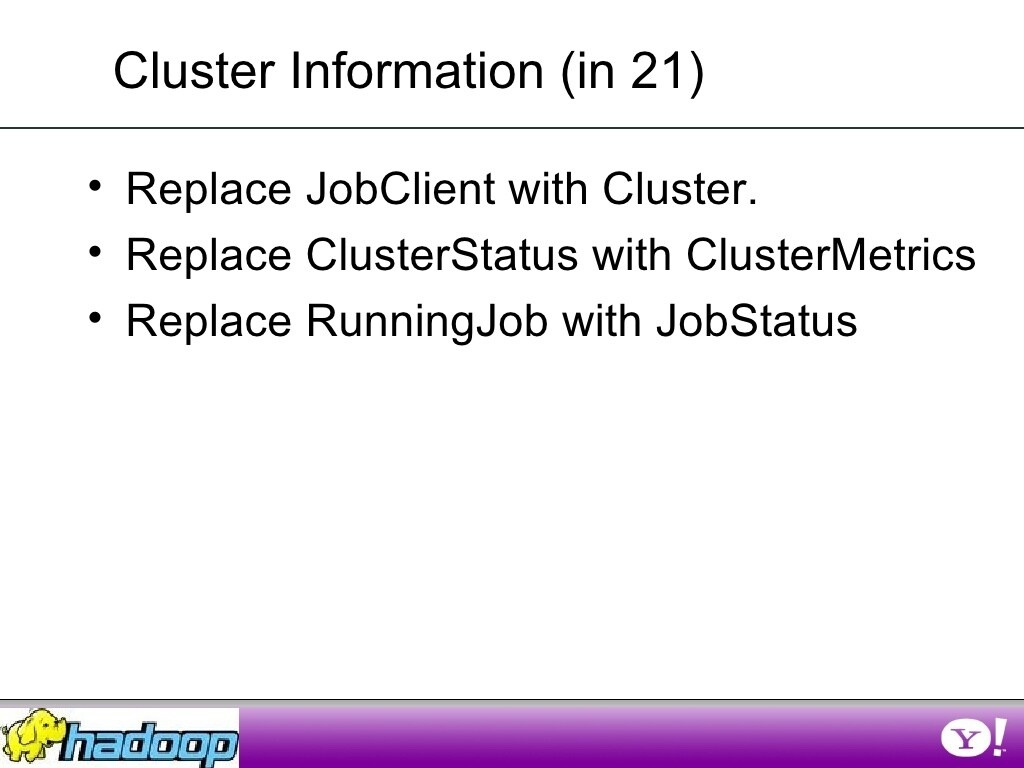 Cluster Information (in 21)
• Replace JobClient with Cluster.
• Replace ClusterStatus with ClusterMetrics
• Replace RunningJob with JobStatus
hadoop
Y!